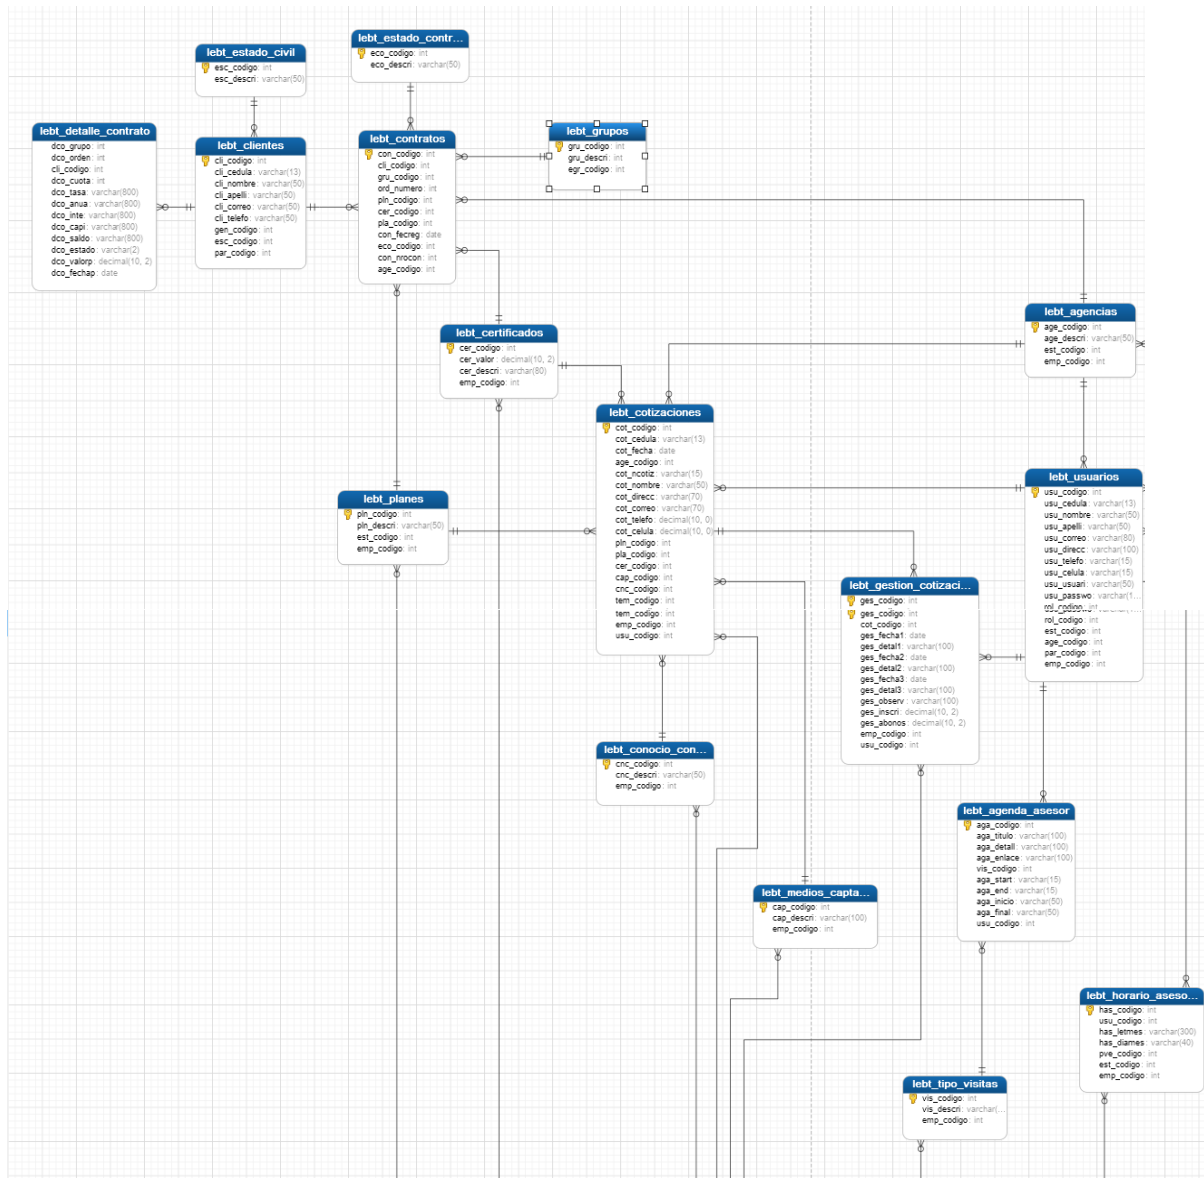 lebt_estado_civil
esc_codigo: int
esc_descri: varchar(50)
lebt_estado_contr...
eco_codigo: int
eco_descri: varchar(50)
lebt_detalle_contrato
dco_grupo: int
dco_orden: int
cli_codigo: int
dco_cuota: int
dco_tasa: varchar(800)
dco_anua: varchar(800)
dco_inte: varchar(800)
dco_capi: varchar(800)
dco_saldo: varchar(800)
dco_estado: varchar(2)
dco_valorp: decimal(10, 2)
dco_fechap: date
lebt_clientes
cli_codigo: int
cli_cedula: varchar(13)
cli_nombre: varchar(50)
cli_apelli: varchar(50)
cli_correo: varchar(50)
cli_telefo: varchar(50)
gen_codigo: int
esc_codigo: int
par_codigo: int
lebt_contratos
con_codigo: int
cli_codigo: int
gru_codigo: int
ord_numero: int
pln_codigo: int
cer_codigo: int
pla_codigo: int
con_fecreg: date
eco_codigo: int
con_nrocon: int
age_codigo: int
lebt_grupos
gru_codigo: int
gru_descri: int
egr_codigo: int
lebt_certificados
cer_codigo: int
cer_valor: decimal(10, 2)
cer_descri: varchar(80)
emp_codigo: int
lebt_agencias
age_codigo: int
age_descri: varchar(50)
est_codigo: int
emp_codigo: int
lebt_cotizaciones
cot_codigo: int
cot_cedula: varchar(13)
cot_fecha: date
age_codigo: int
cot_ncotiz: varchar(15)
cot_nombre: varchar(50)
cot_direcc: varchar(70)
cot_correo: varchar(70)
cot_telefo: decimal(10, 0)
cot_celula: decimal(10, 0)
pln_codigo: int
pla_codigo: int
cer_codigo: int
cap_codigo: int
cnc_codigo: int
tem_codigo: int
tem_codigo: int
emp_codigo: int
usu_codigo: int
lebt_planes
pln_codigo: int
pln_descri: varchar(50)
est_codigo: int
emp_codigo: int
lebt_usuarios
usu_codigo: int
usu_cedula: varchar(13)
usu_nombre: varchar(50)
usu_apelli: varchar(50)
usu_correo: varchar(80)
usu_direcc: varchar(100)
usu_telefo: varchar(15)
usu_celula: varchar(15)
usu_usuari: varchar(50)
usu_passwo: varchar(1...
rol_codigo: int
rol_codigo: int
est_codigo: int
age_codigo: int
par_codigo: int
emp_codigo: int
lebt_gestion_cotizaci...
ges_codigo: int
ges_codigo: int
cot_codigo: int
ges_fecha1: date
ges_detal1: varchar(100)
ges_fecha2: date
ges_detal2: varchar(100)
ges_fecha3: date
ges_detal3: varchar(100)
ges_observ: varchar(100)
ges_inscri: decimal(10, 2)
ges_abonos: decimal(10, 2)
emp_codigo: int
usu_codigo: int
lebt_conocio_con...
cnc_codigo: int
cnc_descri: varchar(50)
emp_codigo: int
lebt_agenda_asesor
aga_codigo: int
aga_titulo: varchar(100)
aga_detall: varchar(100)
aga_enlace: varchar(100)
vis_codigo: int
aga_start: varchar(15)
aga_end: varchar(15)
aga_inicio: varchar(50)
aga_final: varchar(50)
usu_codigo: int
lebt_medios_capta...
cap_codigo: int
cap_descri: varchar(100)
emp_codigo: int
lebt_horario_aseso...
has_codigo: int
usu_codigo: int
has_letmes: varchar(300)
has_diames: varchar(40)
pve_codigo: int
est_codigo: int
emp_codigo: int
lebt_tipo_visitas
vis_codigo: int
vis_descri: varchar(...
emp_codigo: int